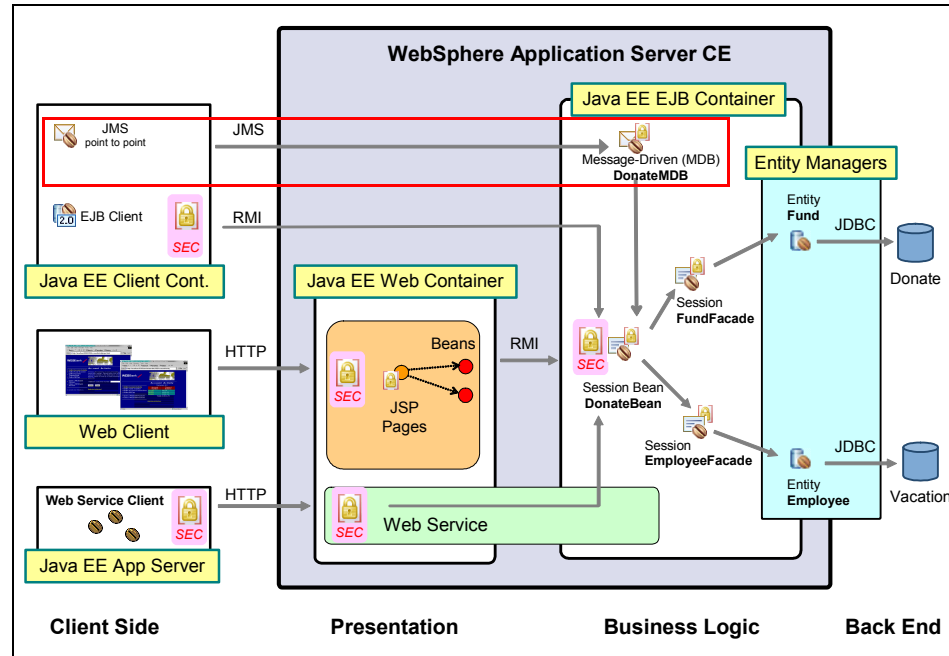 WebSphere Application Server CE
Java EE EJB Container
JMS
point to point
JMS
Message-Driven (MDB)
DonateMDB
Entity Managers
2.0
EJB Client
SEC
RMI
Java EE Client Cont.
Entity
Fund
JDBC
Donate
Java EE Web Container
Session
FundFacade
HTTP
SEC
Beans
JSP
Pages
RMI
SEC
Session Bean
DonateBean
Web Client
Session
EmployeeFacade
JDBC
Entity
Employee
Vacation
Web Service Client
SEC
HTTP
SEC
Web Service
Java EE App Server
Client Side
Presentation
Business Logic
Back End